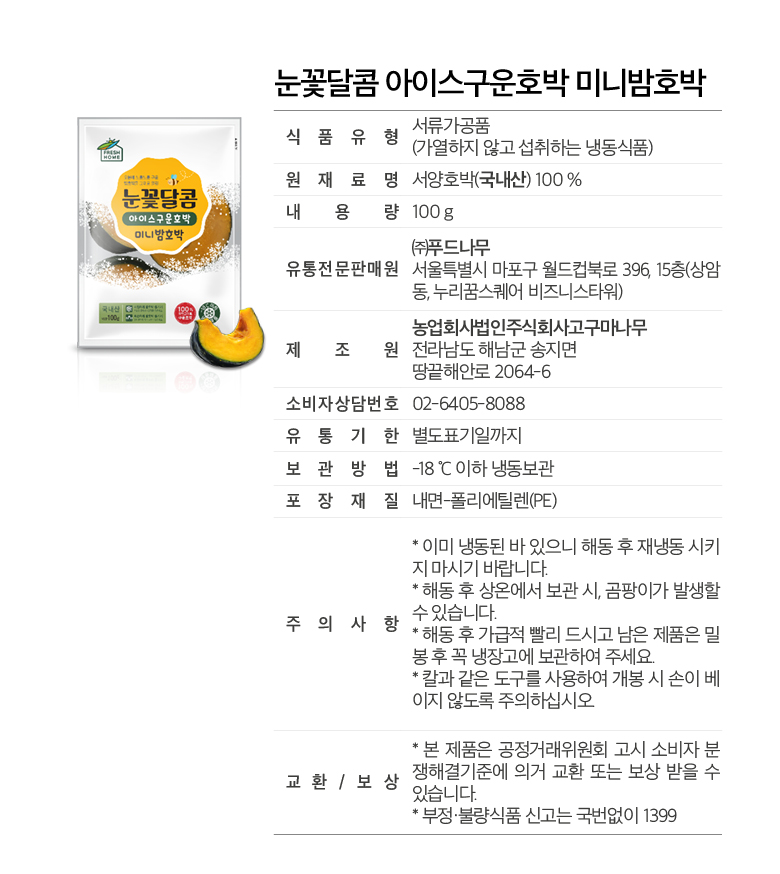 눈꽃달콤 아이스구운호박 미니밤호박
FRESH
HOME
눈꽃달콤
아이스구운호박
미니밤호박
국내산
100g
100%
식품유형
서류가공품
(가열하지 않고 섭취하는 냉동식품)
원재료명
서양호박(국내산) 100 %
내용량
100 g
유통전문판매원
㈜푸드나무
서울특별시 마포구 월드컵북로 396, 15층(상암
동, 누리꿈스퀘어 비즈니스타워)
제조원
농업회사법인주식회사고구마나무
전라남도 해남군 송지면
땅끝해안로 2064-6
소비자상담번호
02-6405-8088
유통기한
별도표기일까지
보관방법
-18 ℃ 이하 냉동보관
포장재질
내면-폴리에틸렌(PE)
주의사항
* 이미 냉동된 바 있으니 해동 후 재냉동 시키
지 마시기 바랍니다.
* 해동 후 상온에서 보관 시, 곰팡이가 발생할
수 있습니다.
* 해동 후 가급적 빨리 드시고 남은 제품은 밀
봉 후 꼭 냉장고에 보관하여 주세요.
* 칼과 같은 도구를 사용하여 개봉 시 손이 베
이지 않도록 주의하십시오.
교환/보상
* 본 제품은 공정거래위원회 고시 소비자 분
쟁해결기준에 의거 교환 또는 보상 받을 수
있습니다.
* 부정·불량식품 신고는 국번없이 1399